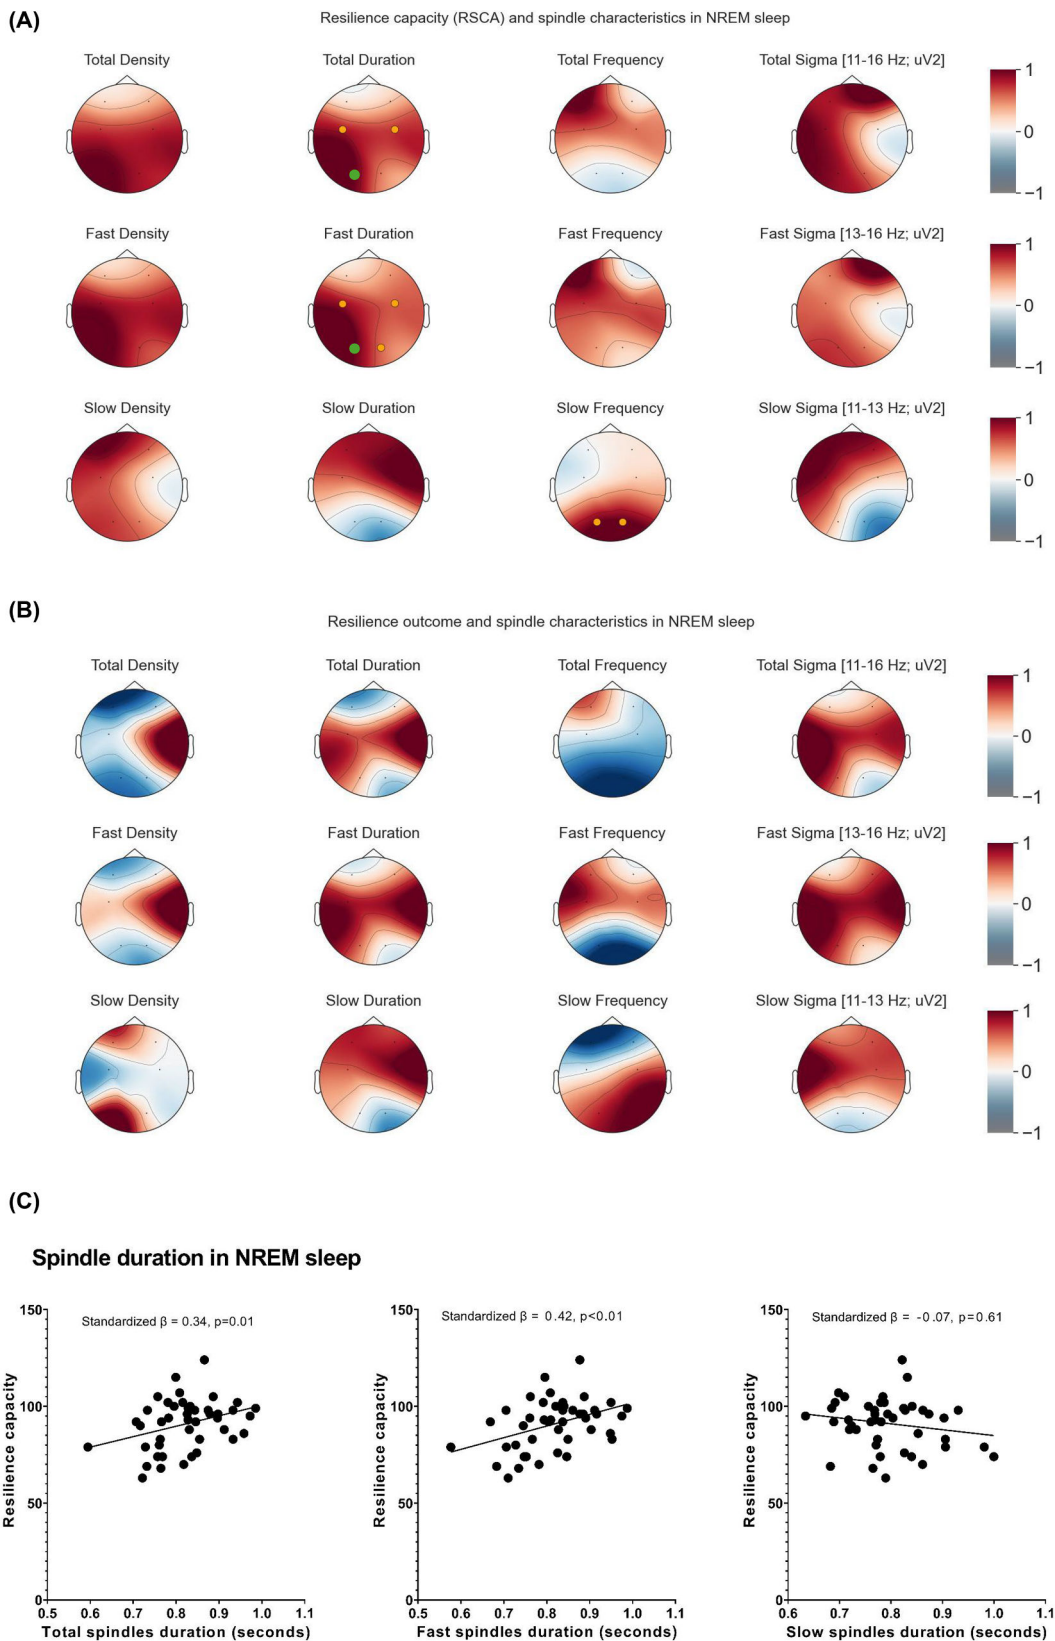 (A)
Resilience capacity (RSCA) and spindle characteristics in NREM sleep
Total Density
Total Duration
Total Frequency
Total Sigma [11-16 Hz; uV2]
1
0
−1
Fast Density
Fast Duration
Fast Frequency
Fast Sigma [13-16 Hz; uV2]
1
0
−1
Slow Density
Slow Duration
Slow Frequency
Slow Sigma [11-13 Hz; uV2]
1
0
−1
(B)
Resilience outcome and spindle characteristics in NREM sleep
Total Density
Total Duration
Total Frequency
Total Sigma [11-16 Hz; uV2]
1
0
−1
Fast Density
Fast Duration
Fast Frequency
Fast Sigma [13-16 Hz; uV2]
1
0
−1
Slow Density
Slow Duration
Slow Frequency
Slow Sigma [11-13 Hz; uV2]
1
0
−1
(C)
Spindle duration in NREM sleep
Standardized β = 0.34, p=0.01
Resilience capacity
150
100
50
0
0.5 0.6 0.7 0.8 0.9 1.0 1.1
Total spindles duration (seconds)
Standardized β = 0.42, p<0.01
Resilience capacity
150
100
50
0
0.5 0.6 0.7 0.8 0.9 1.0 1.1
Fast spindles duration (seconds)
Standardized β = -0.07, p=0.61
Resilience capacity
150
100
50
0
0.6 0.7 0.8 0.9 1.0 1.1
Slow spindles duration (seconds)